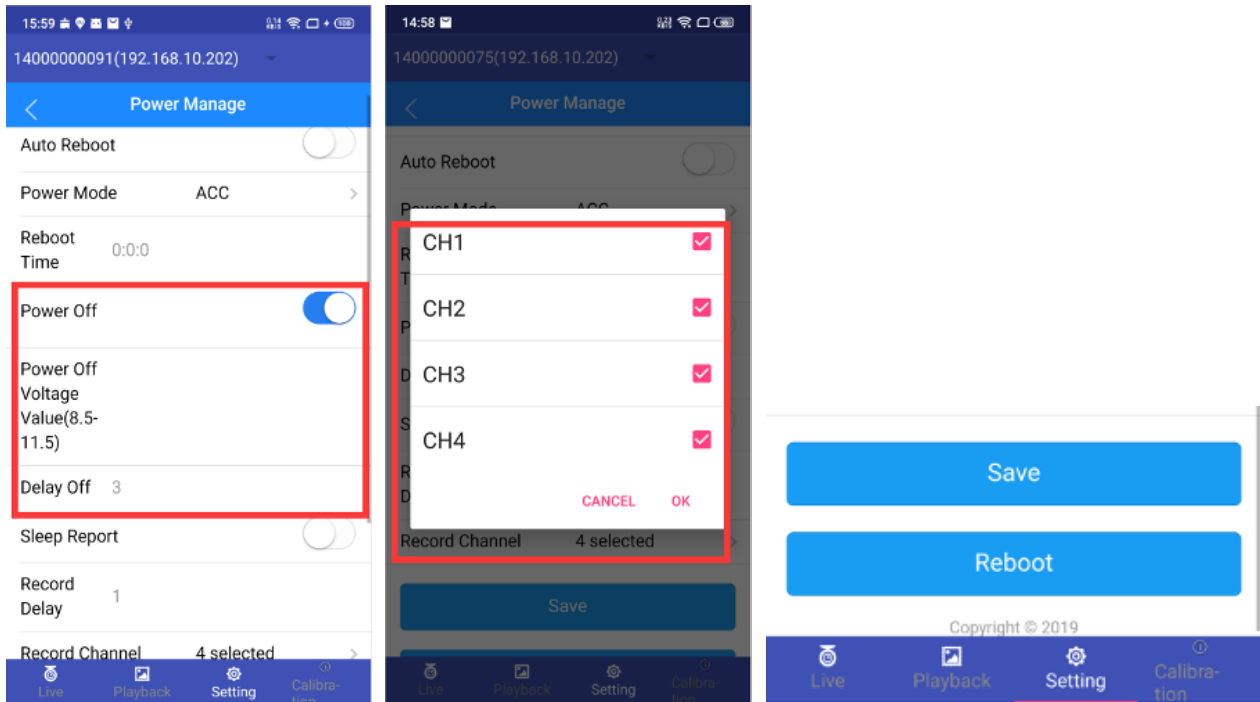 15:59
14000000091(192.168.10.202)
Power Manage
Auto Reboot
Power Mode ACC
Reboot
Time
0:0:0
Power Off
Power Off
Voltage
Value(8.5-
11.5)
Delay Off 3
Sleep Report
Record
Delay
1
Record Channel 4 selected
Live Playback Setting Calibra-
tion
14:58
14000000075(192.168.10.202)
Power Manage
Auto Reboot
Power Mode ACC
R
T
P
D
S
R
D
CH1
CH2
CH3
CH4
CANCEL OK
Record Channel 4 selected
Save
Live Playback Setting Calibra-
tion
Save
Reboot
Copyright © 2019
Live Playback Setting Calibra-
tion